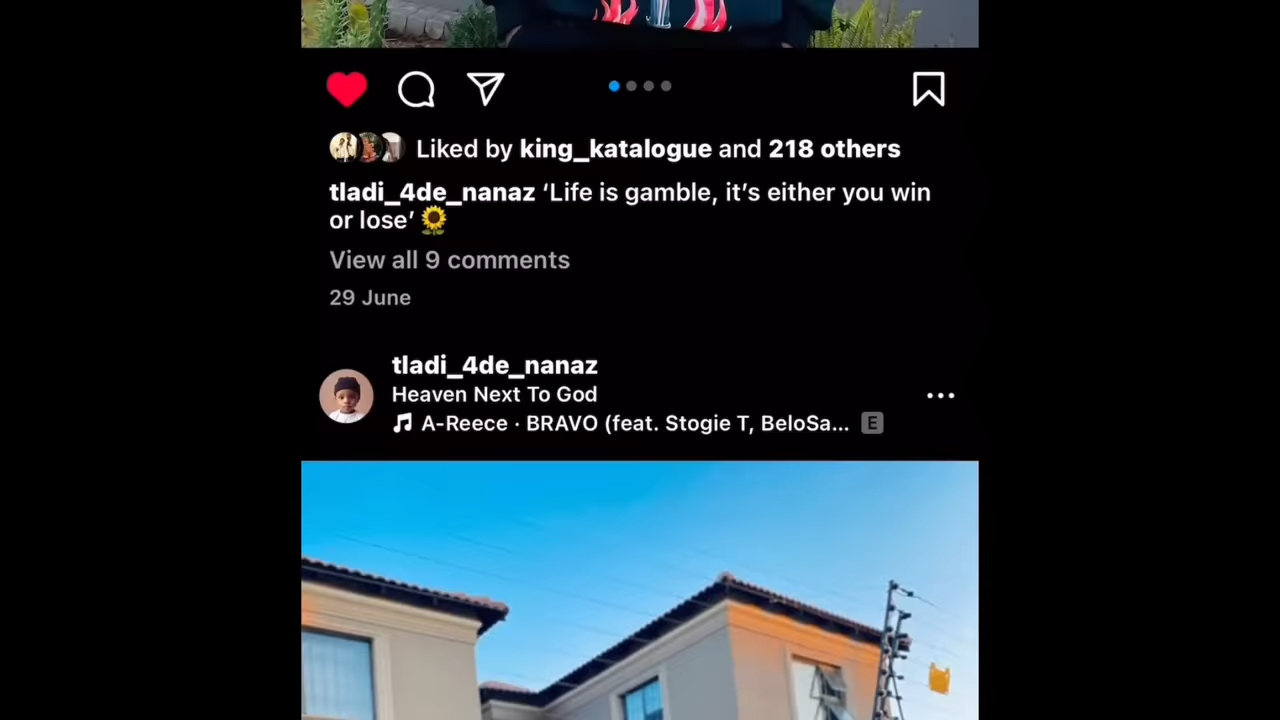 Liked by king_katalogue and 218 others
tladi_4de_nanaz ‘Life is gamble, it’s either you win
or lose’ 🌻
View all 9 comments
29 June
tladi_4de_nanaz
Heaven Next To God
A-Reece · BRAVO (feat. Stogie T, BeloSa... E